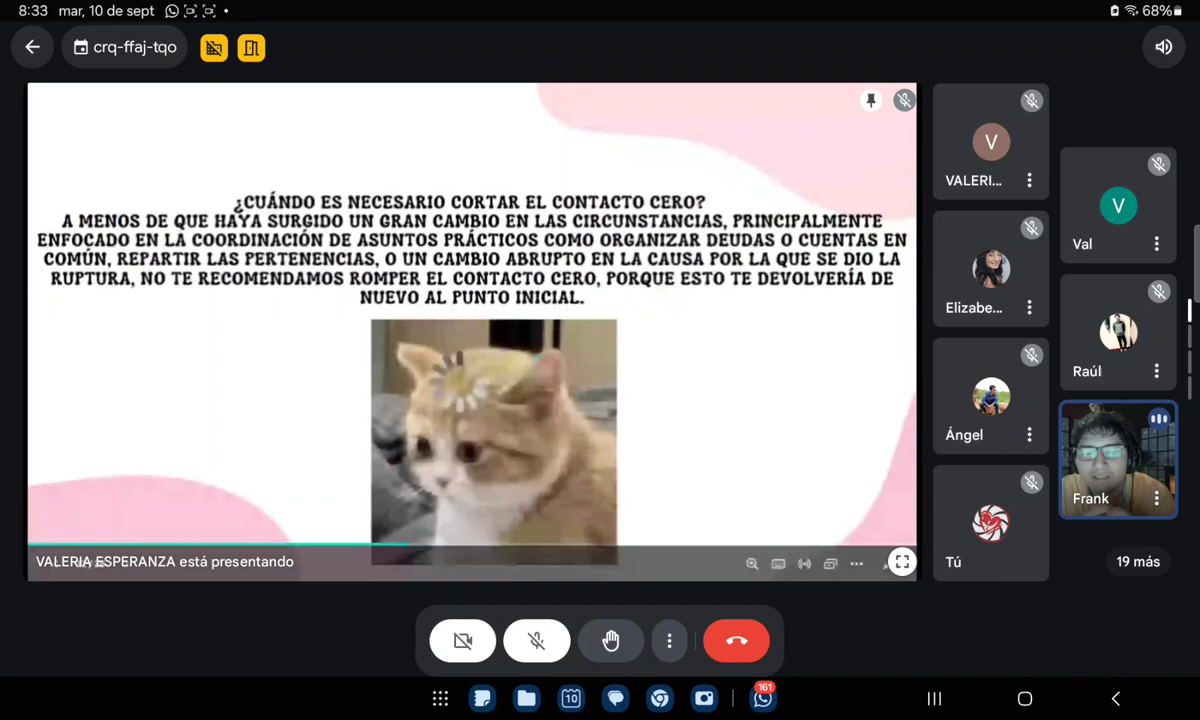 8:33 mar, 10 de sept
68%
crq-ffaj-tqo
¿CUÁNDO ES NECESARIO CORTAR EL CONTACTO CERO?
A MENOS DE QUE HAYA SURGIDO UN GRAN CAMBIO EN LAS CIRCUNSTANCIAS, PRINCIPALMENTE
ENFOCADO EN LA COORDINACIÓN DE ASUNTOS PRÁCTICOS COMO ORGANIZAR DEUDAS O CUENTAS EN
COMÚN, REPARTIR LAS PERTENENCIAS, O UN CAMBIO ABRUPTO EN LA CAUSA POR LA QUE SE DIO LA
RUPTURA, NO TE RECOMENDAMOS ROMPER EL CONTACTO CERO, PORQUE ESTO TE DEVOLVERÍA DE
NUEVO AL PUNTO INICIAL.
VALERIA ESPERANZA está presentando
V
VALERI...
V
Val
Elizabe...
Raúl
Ángel
Frank
Tú
19 más
10
161